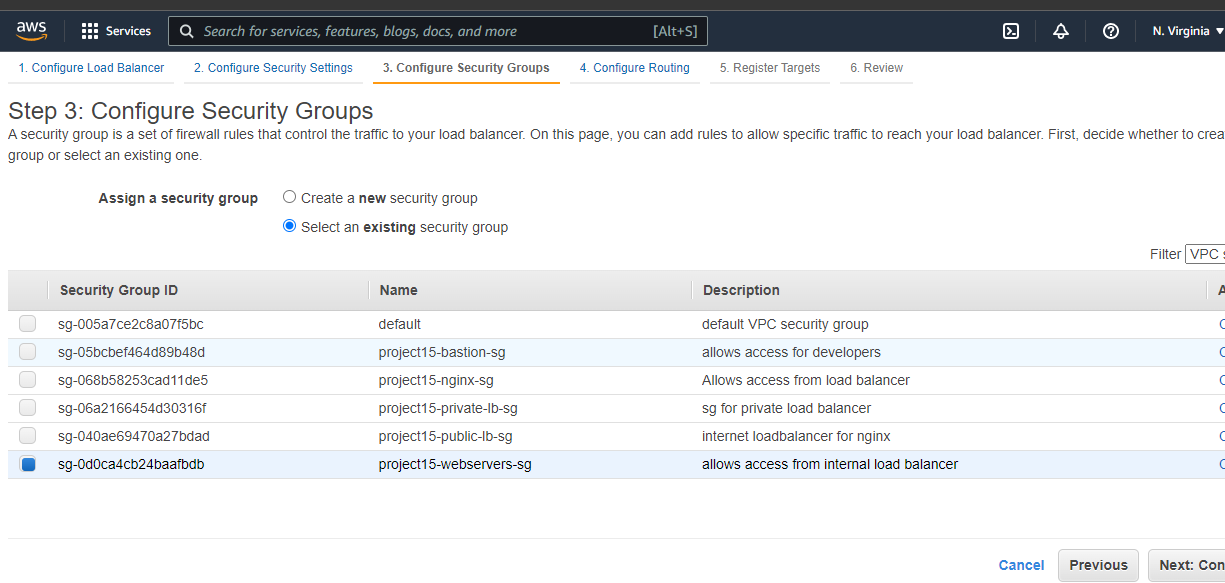 aws Services Search for services, features, blogs, docs, and more [Alt+S] N. Virginia
1. Configure Load Balancer 2. Configure Security Settings 3. Configure Security Groups 4. Configure Routing 5. Register Targets 6. Review
Step 3: Configure Security Groups
A security group is a set of firewall rules that control the traffic to your load balancer. On this page, you can add rules to allow specific traffic to reach your load balancer. First, decide whether to crea
group or select an existing one.
Assign a security group Create a new security group
Select an existing security group
Filter VPC s
Security Group ID Name Description A
sg-005a7ce2c8a07f5bc default default VPC security group C
sg-05bcbef464d89b48d project15-bastion-sg allows access for developers C
sg-068b58253cad11de5 project15-nginx-sg Allows access from load balancer C
sg-06a2166454d30316f project15-private-lb-sg sg for private load balancer C
sg-040ae69470a27bdad project15-public-lb-sg internet loadbalancer for nginx C
sg-0d0ca4cb24baafbdb project15-webservers-sg allows access from internal load balancer C
Cancel Previous Next: Con